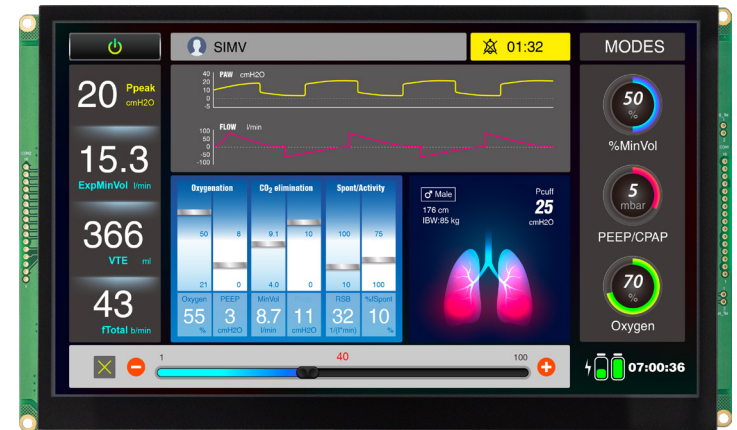 SIMV
01:32
MODES
20 Ppeak
cmH2O
15.3
ExpMinVol l/min
366
VTE ml
43
fTotal b/min
PAW cmH2O
40
20
10
0
-5
FLOW l/min
100
50
0
-50
-100
Oxygenation CO2 elimination Spont/Activity
50 8 9.1 10 100 75
21 0 4.0 0 10 100
Oxygen PEEP MinVol RSB %fSpont
55 3 8.7 11 32 10
% cmH2O l/min cmH2O 1/(l*min) %
♂ Male
176 cm
IBW:85 kg
Pcuff
25
cmH2O
50
%
%MinVol
5
mbar
PEEP/CPAP
70
%
Oxygen
1 40 100
07:00:36